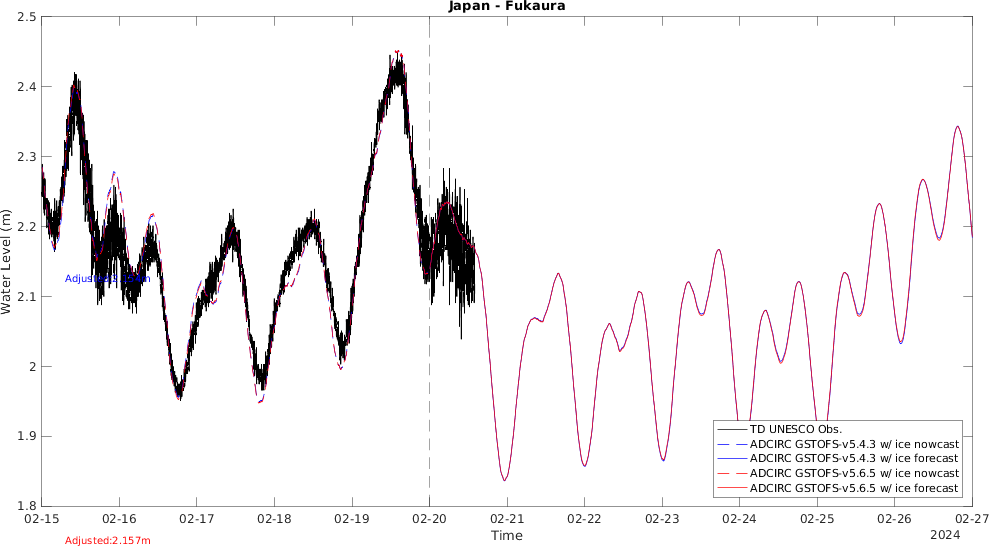 Japan - Fukaura
2.5
2.4
2.3
2.2
2.1
2
1.9
1.8
Water Level (m)
Adjusted:
TD UNESCO Obs.
ADCIRC GSTOFS-v5.4.3 w/ ice nowcast
ADCIRC GSTOFS-v5.4.3 w/ ice forecast
ADCIRC GSTOFS-v5.6.5 w/ ice nowcast
ADCIRC GSTOFS-v5.6.5 w/ ice forecast
02-15 02-16 02-17 02-18 02-19 02-20 02-21 02-22 02-23 02-24 02-25 02-26 02-27
Time
2024
Adjusted:2.157m